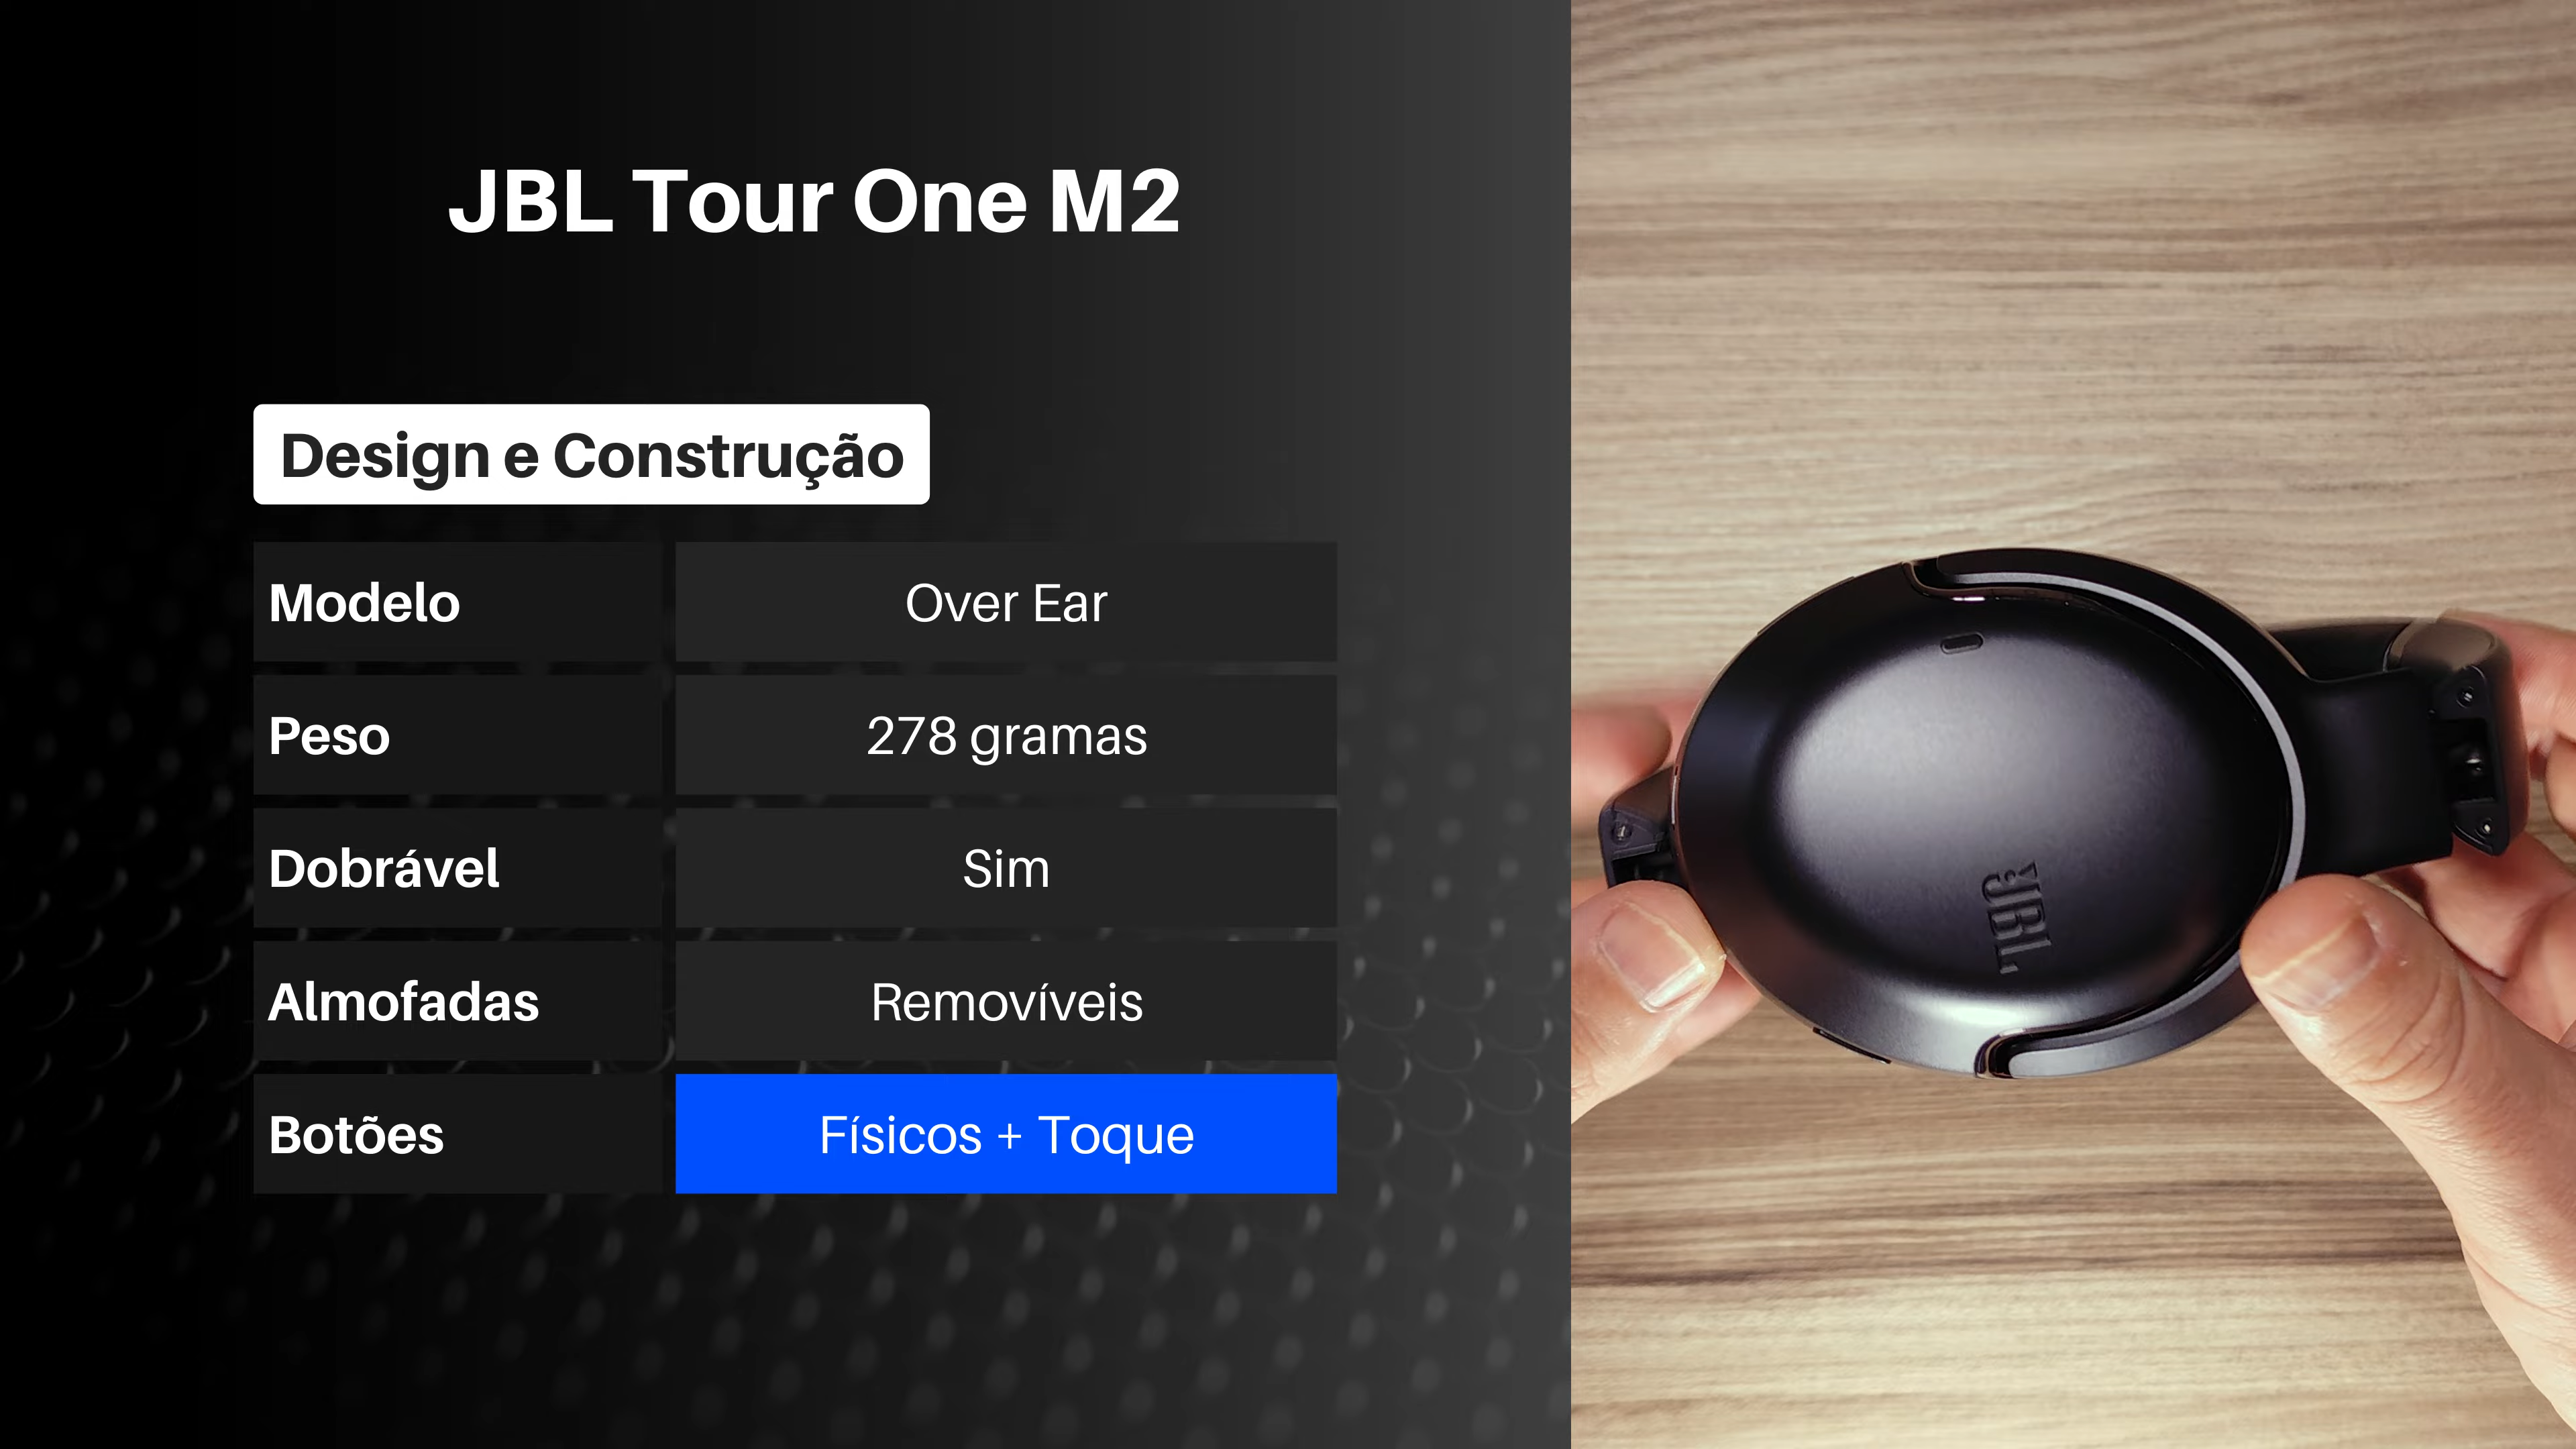 JBL Tour One M2
Design e Construção
Modelo
Over Ear
Peso
278 gramas
Dobrável
Sim
Almofadas
Removíveis
Botões
Físicos + Toque
JBL